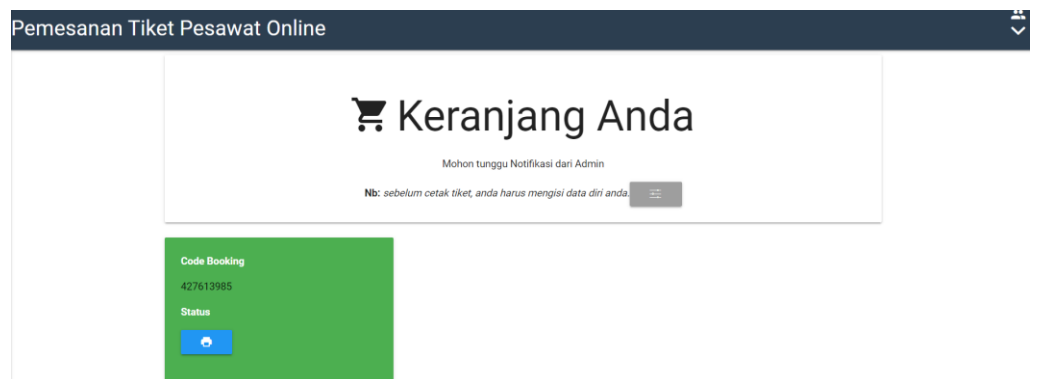 Pemesanan Tiket Pesawat Online
Keranjang Anda
Mohon tunggu Notifikasi dari Admin
Nb: sebelum cetak tiket, anda harus mengisi data diri anda.
Code Booking
427613985
Status